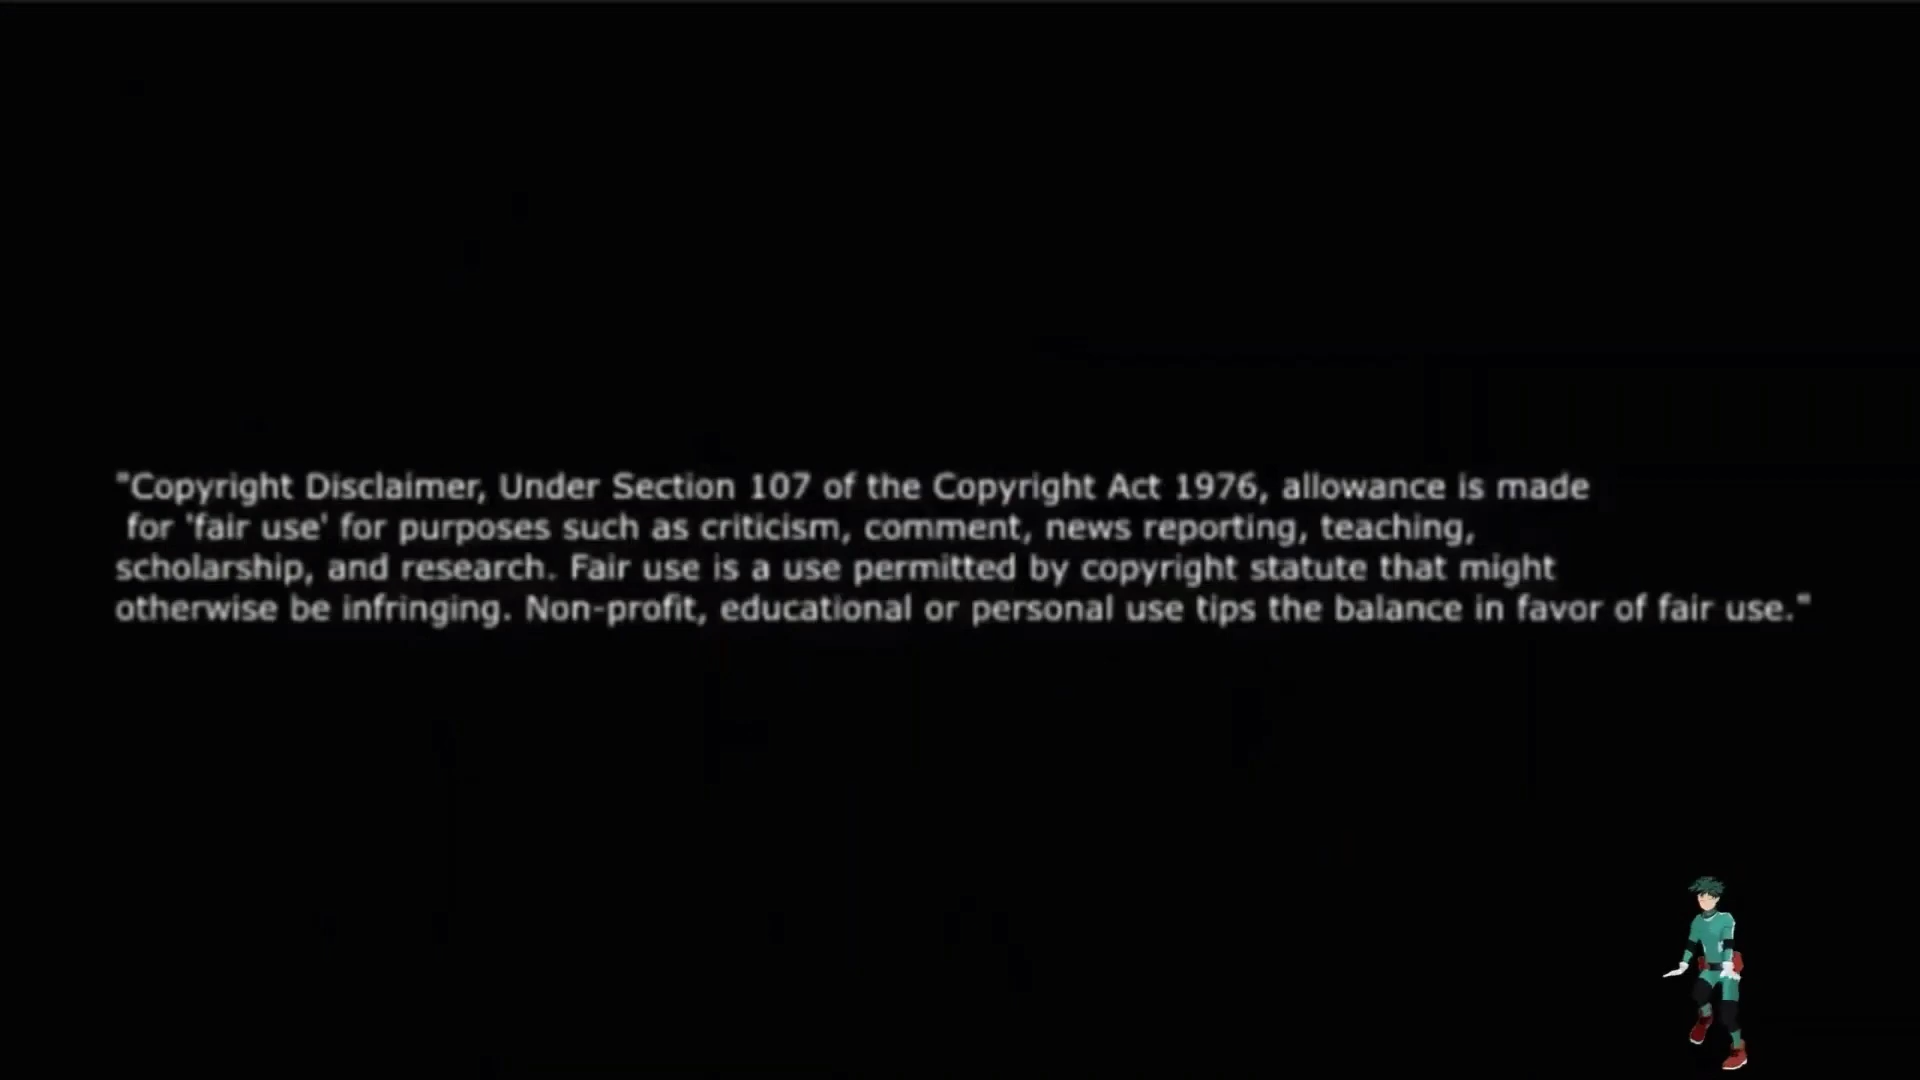 "Copyright Disclaimer, Under Section 107 of the Copyright Act 1976, allowance is made
for 'fair use' for purposes such as criticism, comment, news reporting, teaching,
scholarship, and research. Fair use is a use permitted by copyright statute that might
otherwise be infringing. Non-profit, educational or personal use tips the balance in favor of fair use."